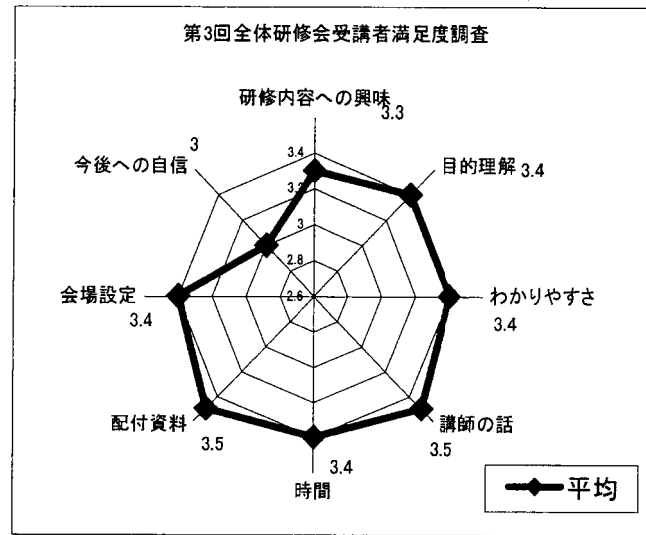 第3回全体研修会受講者満足度調査
研修内容への興味
3.3
目的理解
3.4
わかりやすさ
3.4
講師の話
3.5
時間
3.4
配付資料
3.5
会場設定
3.4
今後への自信
3
3.4
3.2
3
2.8
2.6
平均